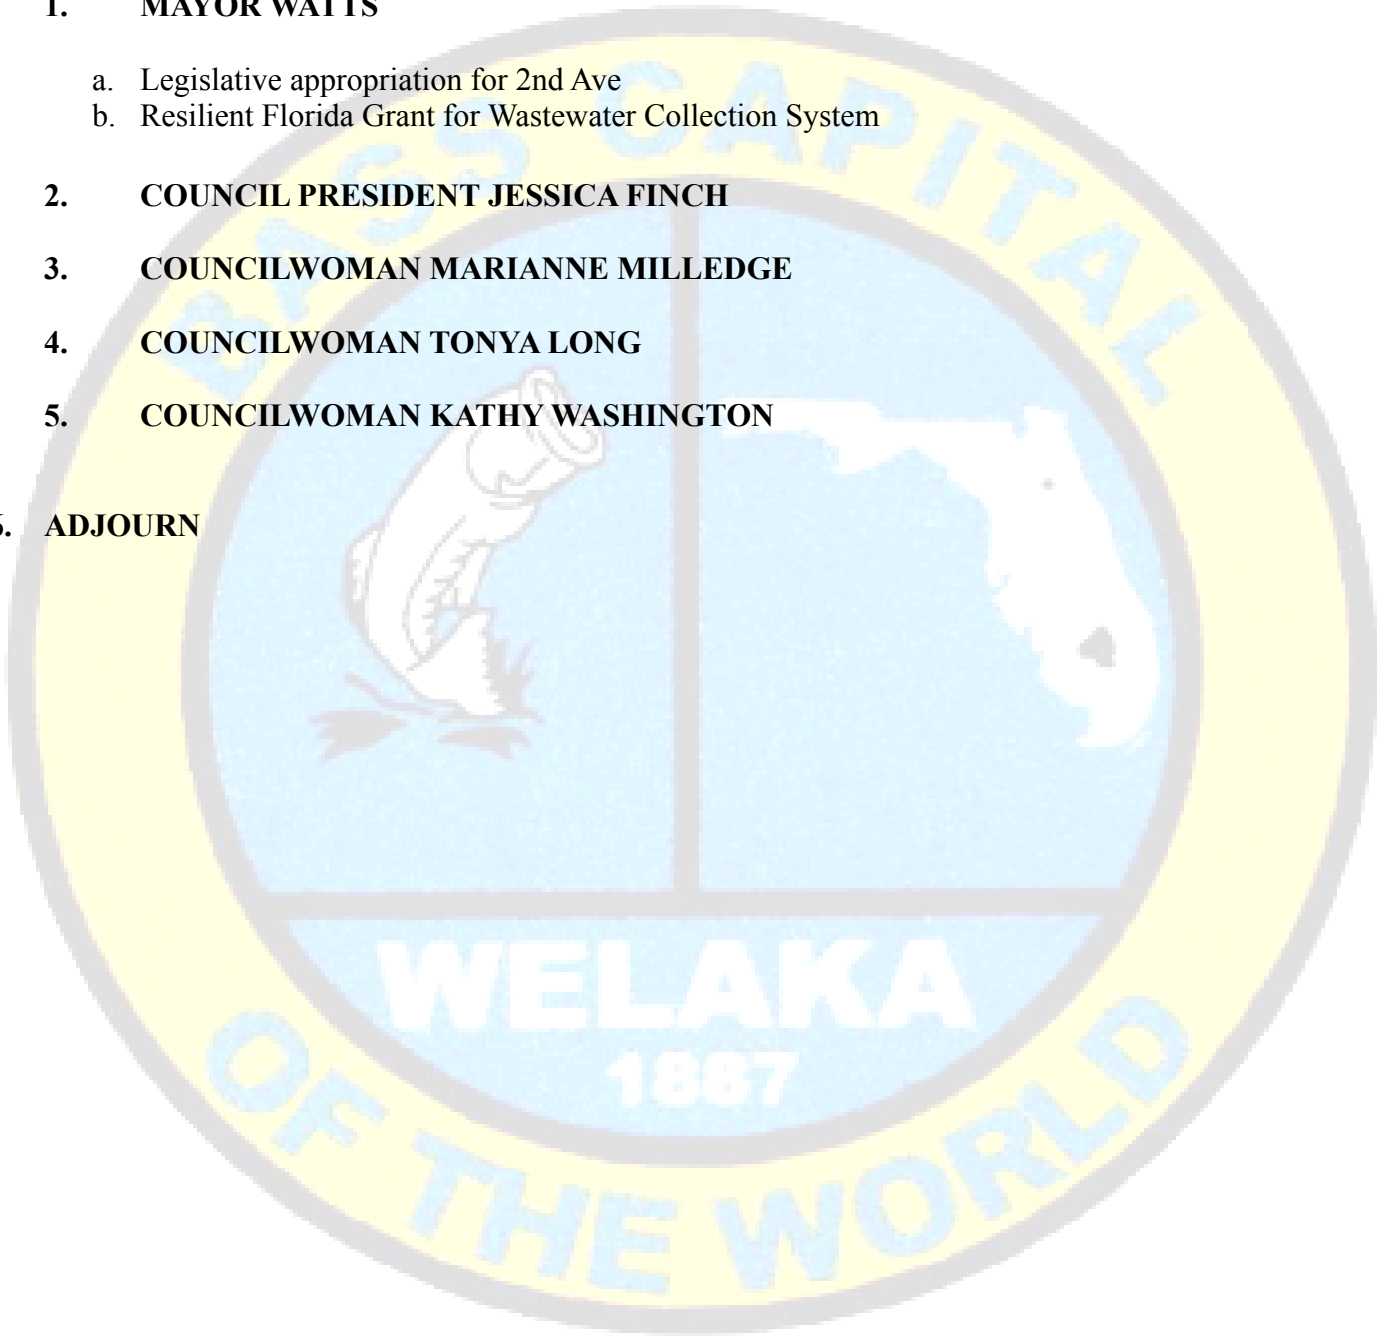 1. MAYOR WATTS
a. Legislative appropriation for 2nd Ave
b. Resilient Florida Grant for Wastewater Collection System
2. COUNCIL PRESIDENT JESSICA FINCH
3. COUNCILWOMAN MARIANNE MILLEDGE
4. COUNCILWOMAN TONYA LONG
5. COUNCILWOMAN KATHY WASHINGTON
6. ADJOURN
BASS CAPITAL
WELAKA
1887
OF THE WORLD